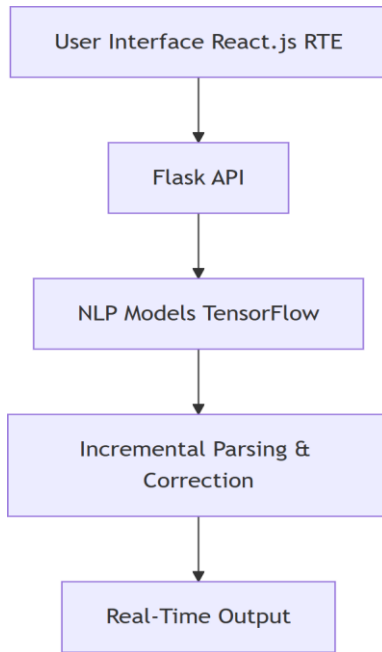 User Interface React.js RTE
Flask API
NLP Models TensorFlow
Incremental Parsing &
Correction
Real-Time Output